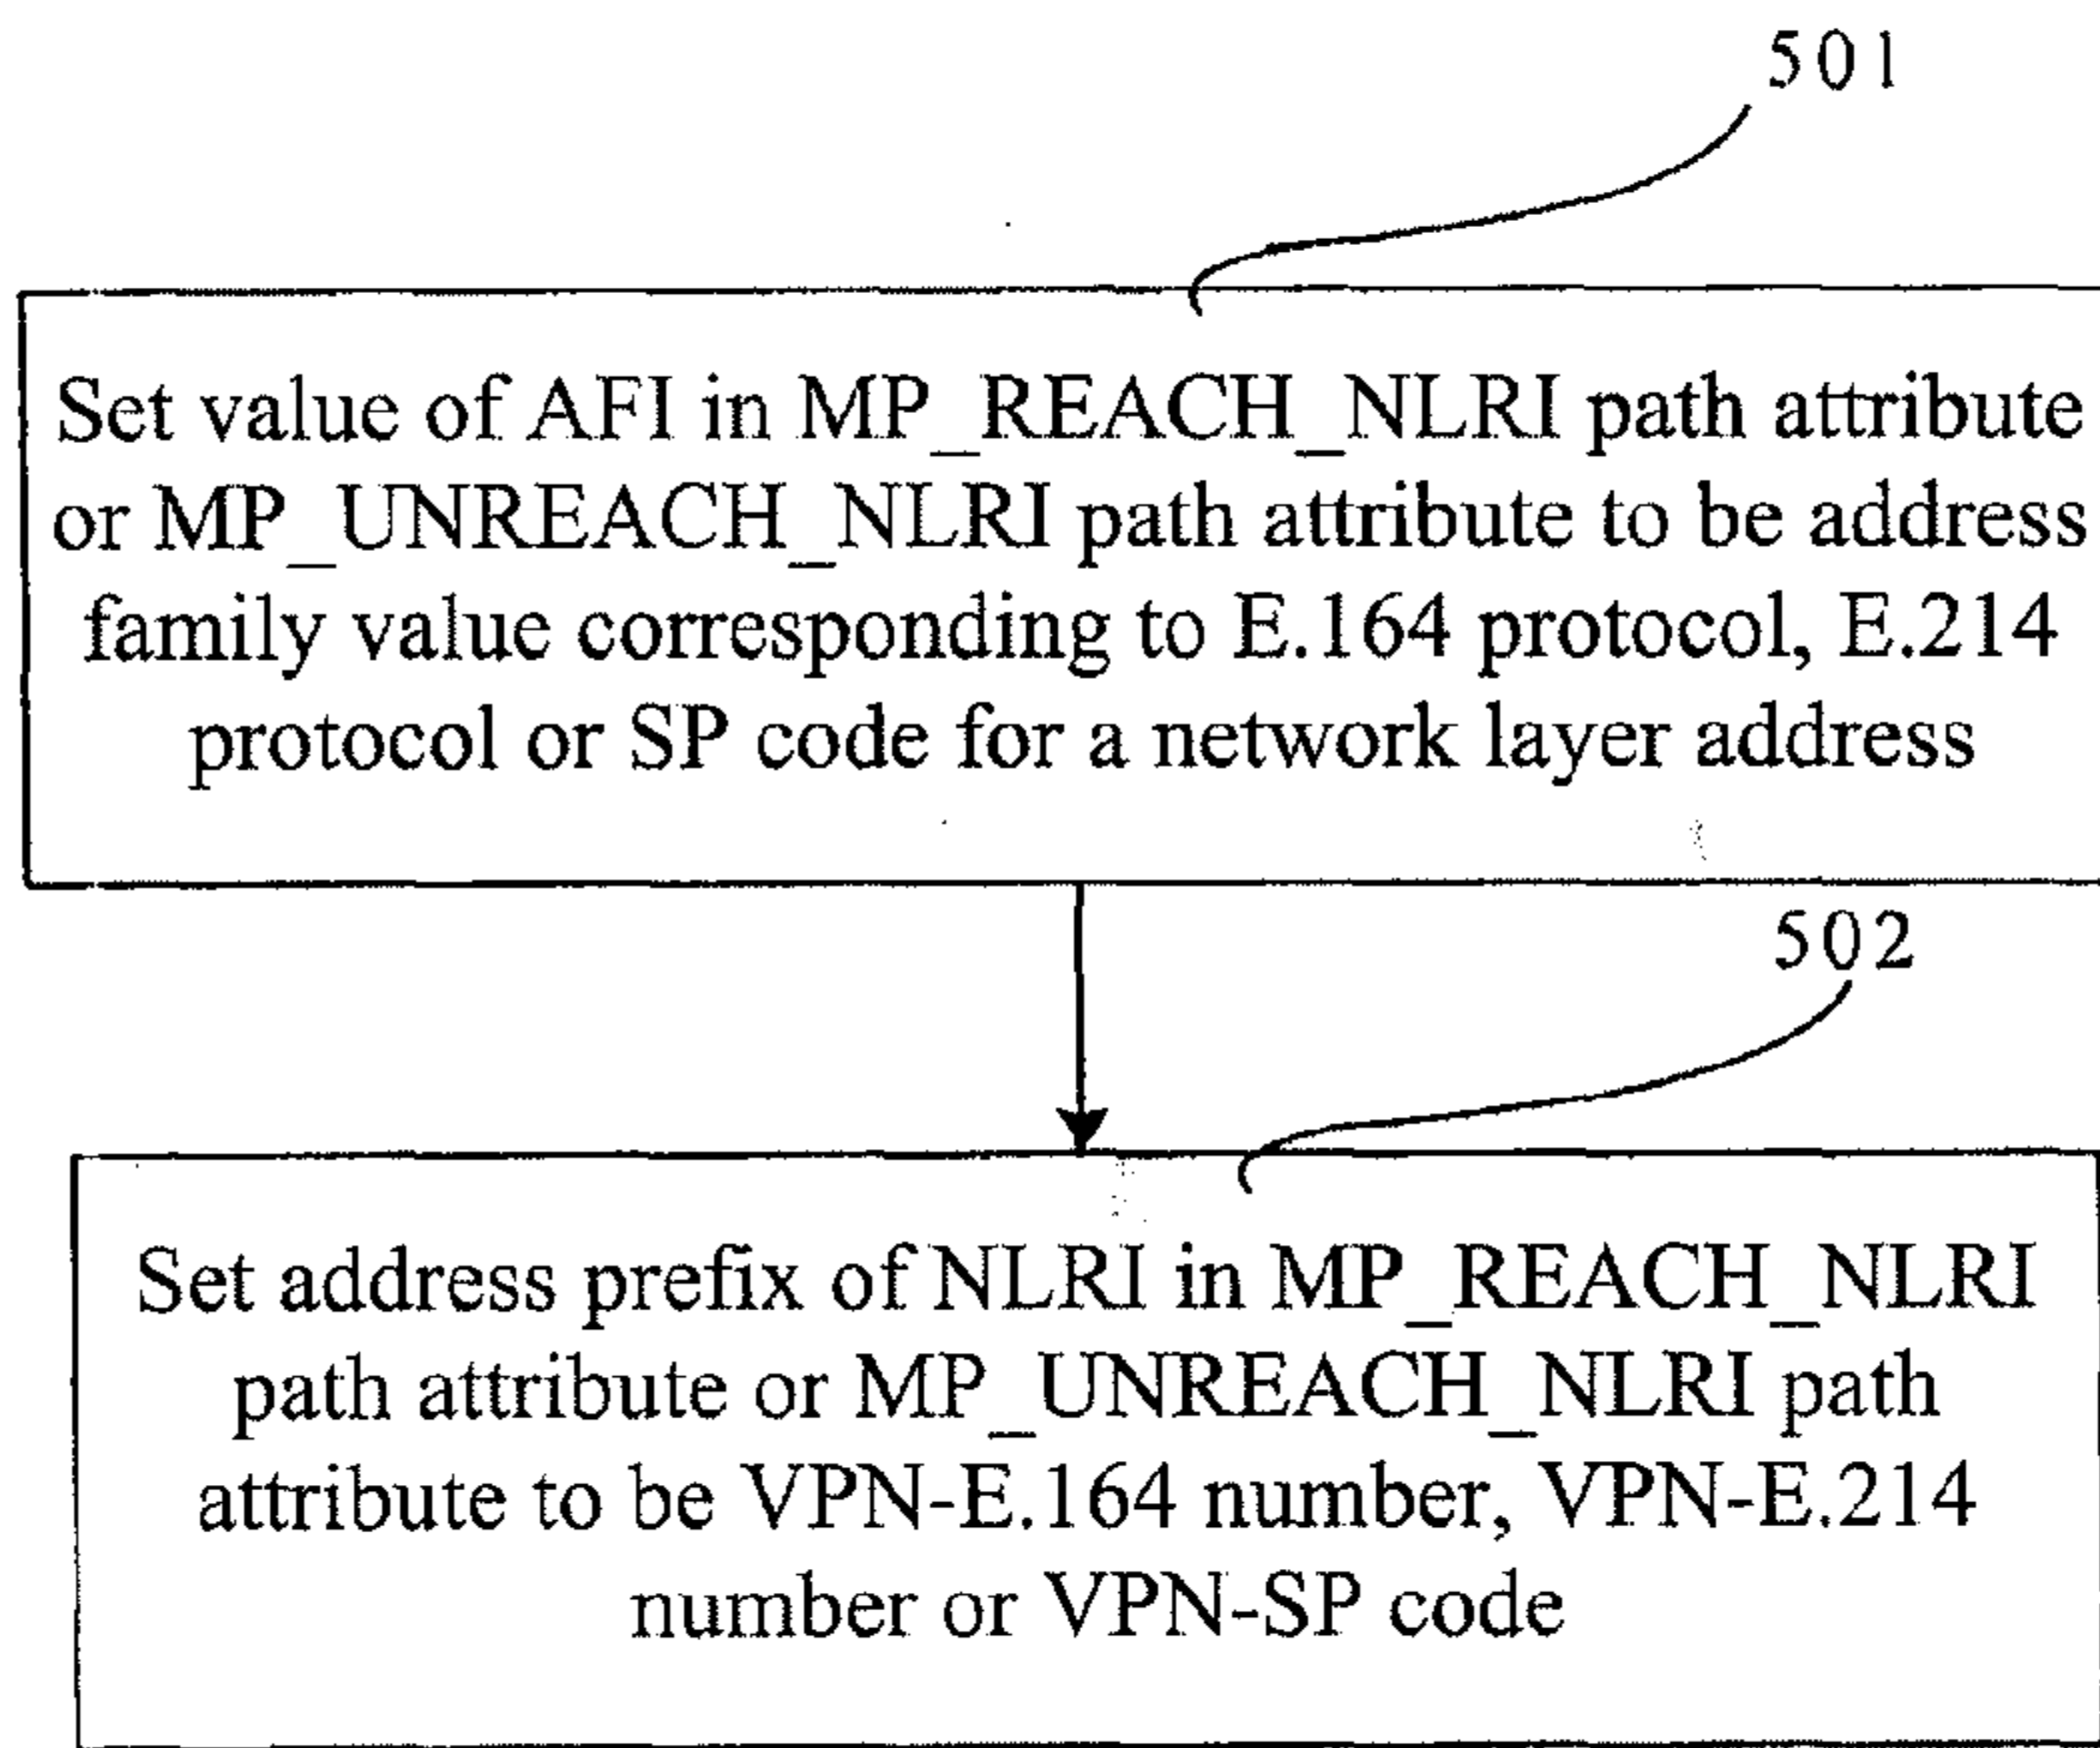 501
Set value of AFI in MP_REACH_NLRI path attribute
or MP_UNREACH_NLRI path attribute to be address
family value corresponding to E.164 protocol, E.214
protocol or SP code for a network layer address
502
Set address prefix of NLRI in MP_REACH_NLRI
path attribute or MP_UNREACH_NLRI path
attribute to be VPN-E.164 number, VPN-E.214
number or VPN-SP code